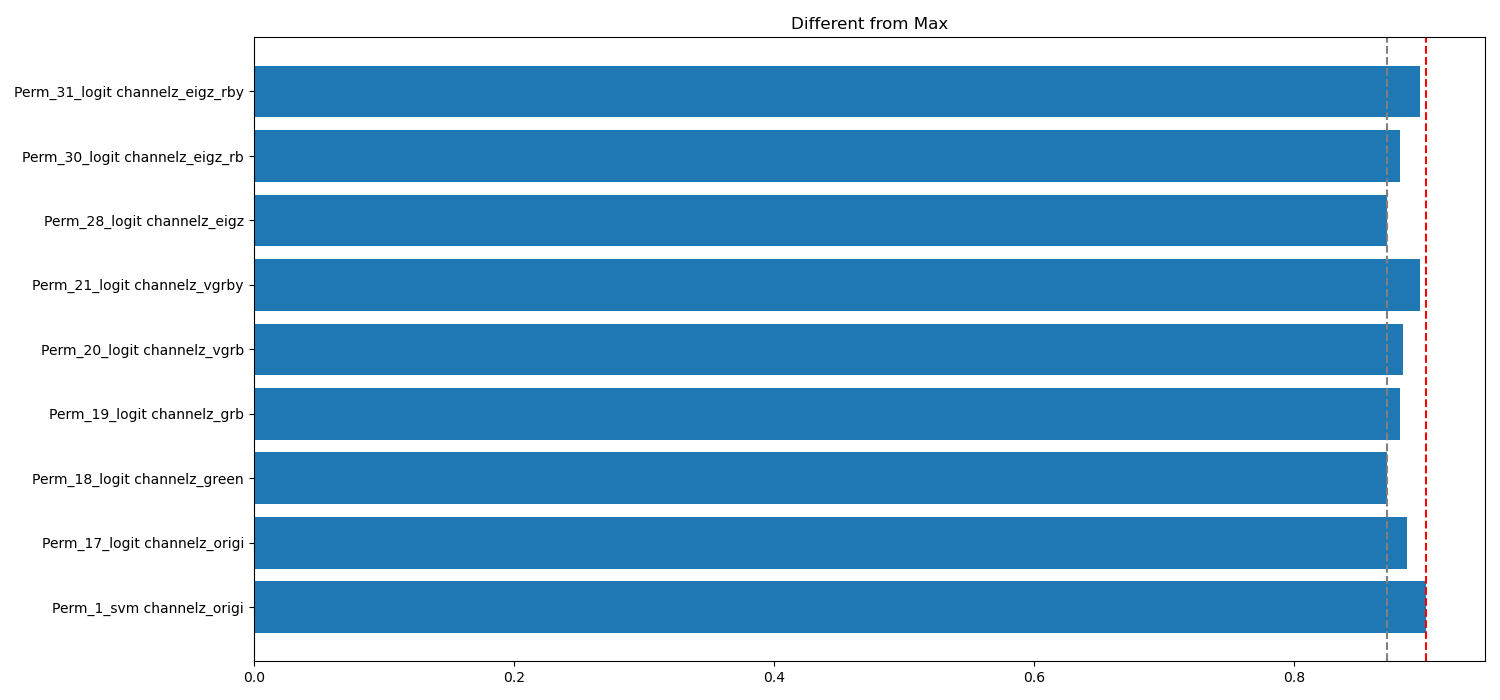 Different from Max
Perm_31_logit channelz_eigz_rby
Perm_30_logit channelz_eigz_rb
Perm_28_logit channelz_eigz
Perm_21_logit channelz_vgrby
Perm_20_logit channelz_vgrb
Perm_19_logit channelz_grb
Perm_18_logit channelz_green
Perm_17_logit channelz_origi
Perm_1_svm channelz_origi
0.0 0.2 0.4 0.6 0.8